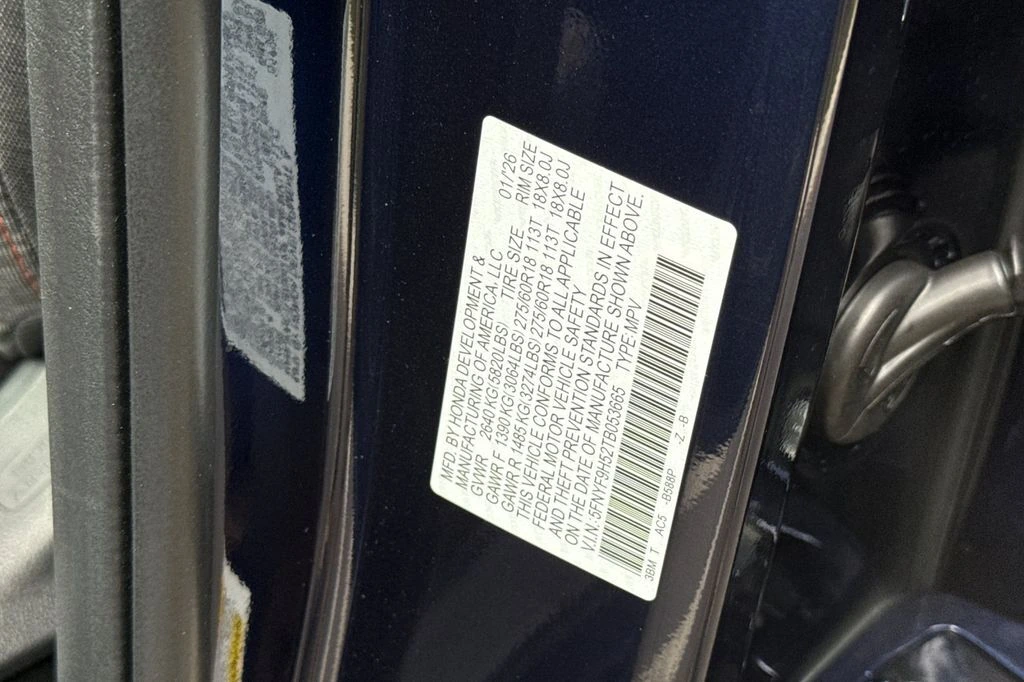 MFD. BY HONDA DEVELOPMENT &
MANUFACTURING OF AMERICA, LLC 01/'26
GVWR 2640 KG(5820LBS) TIRE SIZE RIM SIZE
GAWR F 1390 KG(3064LBS) 275/60R18 113T 18X8.0J
GAWR R 1485 KG(3274LBS) 275/60R18 113T 18X8.0J
THIS VEHICLE CONFORMS TO ALL APPLICABLE
FEDERAL MOTOR VEHICLE SAFETY
AND THEFT PREVENTION STANDARDS IN EFFECT
ON THE DATE OF MANUFACTURE SHOWN ABOVE.
V.I.N.:5FNYF9H52TB053665 TYPE:MPV
3BM T AC5 -B588P -Z -B